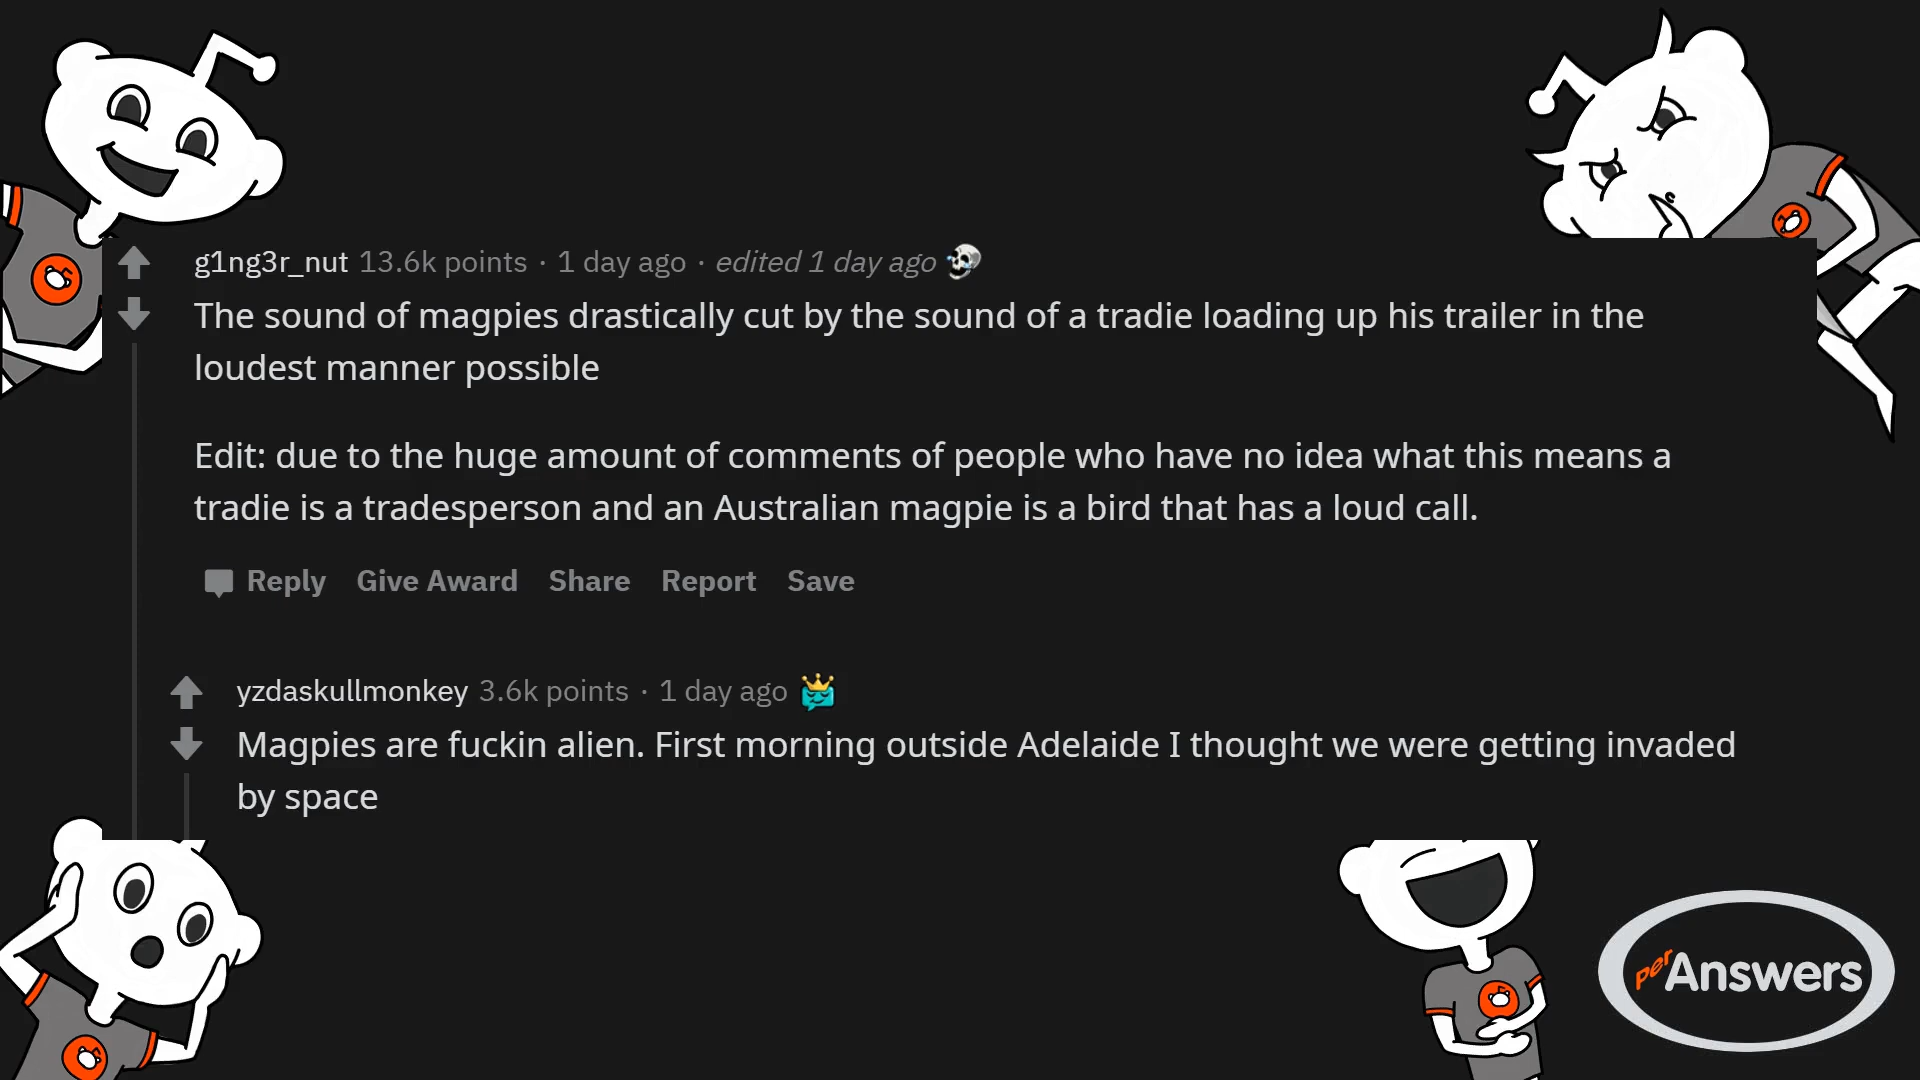 g1ng3r_nut 13.6k points · 1 day ago · edited 1 day ago
The sound of magpies drastically cut by the sound of a tradie loading up his trailer in the
loudest manner possible
Edit: due to the huge amount of comments of people who have no idea what this means a
tradie is a tradesperson and an Australian magpie is a bird that has a loud call.
Reply Give Award Share Report Save
yzdaskullmonkey 3.6k points · 1 day ago
Magpies are fuckin alien. First morning outside Adelaide I thought we were getting invaded
by space
perAnswers